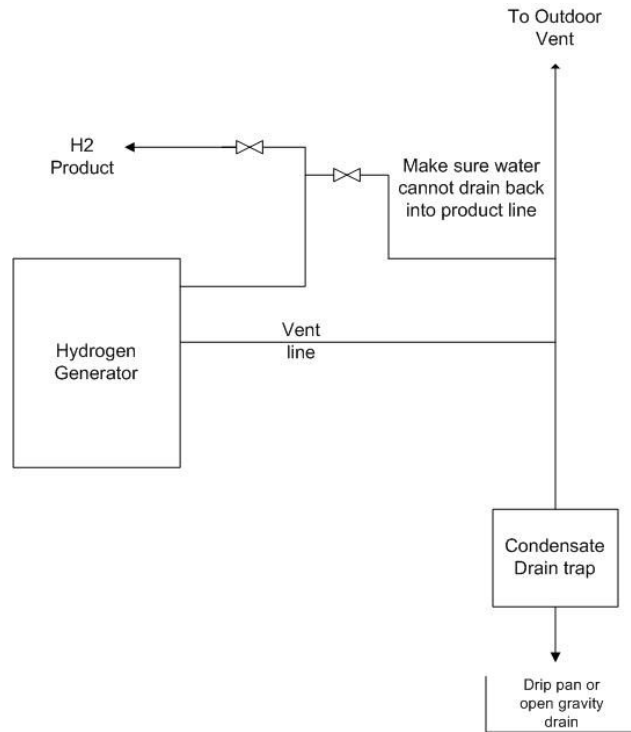 To Outdoor
Vent
H2
Product
Make sure water
cannot drain back
into product line
Hydrogen
Generator
Vent
line
Condensate
Drain trap
Drip pan or
open gravity
drain